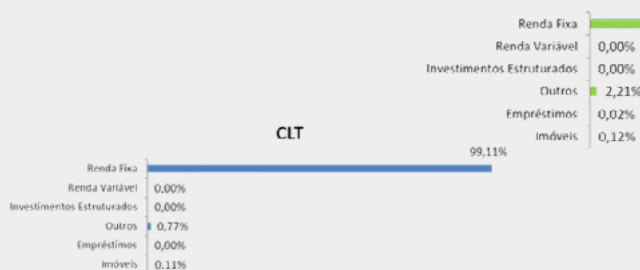 Renda Fixa
Renda Variável 0,00%
Investimentos Estruturados 0,00%
Outros 2,21%
Empréstimos 0,02%
Imóveis 0,12%
CLT
99,11%
Renda Fixa
Renda Variável 0,00%
Investimentos Estruturados 0,00%
Outros 0,77%
Empréstimos 0,00%
Imóveis 0,11%